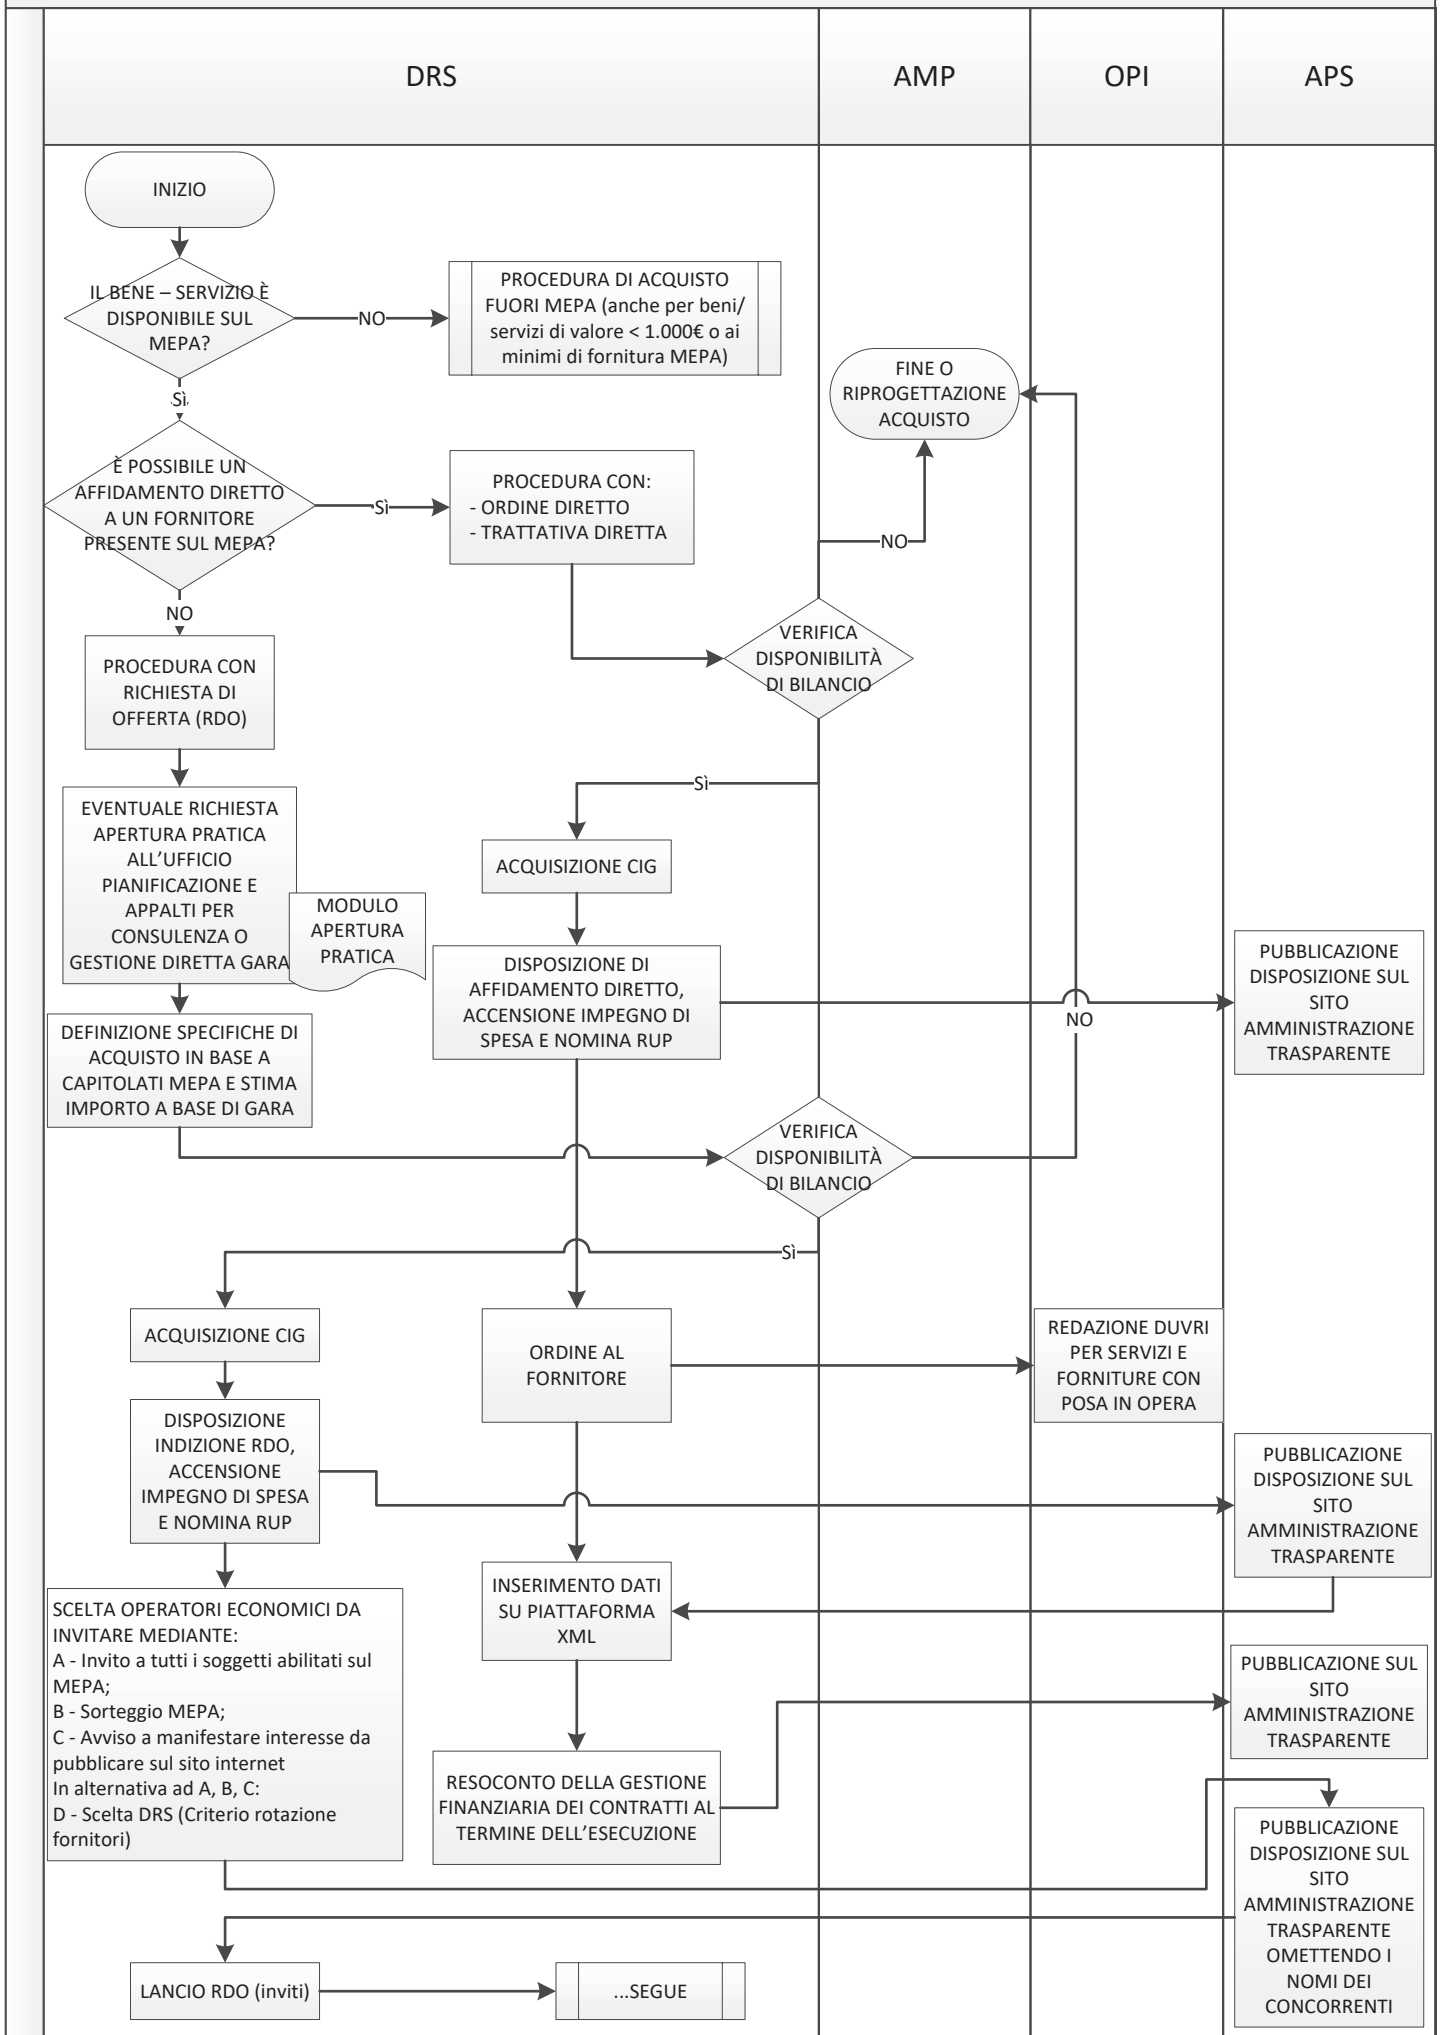 DRS
AMP
OPI
APS
INIZIO
IL BENE – SERVIZIO È
DISPONIBILE SUL
MEPA?
NO
PROCEDURA DI ACQUISTO
FUORI MEPA (anche per beni/
servizi di valore < 1.000€ o ai
minimi di fornitura MEPA)
FINE O
RIPROGETTAZIONE
ACQUISTO
Sì
È POSSIBILE UN
AFFIDAMENTO DIRETTO
A UN FORNITORE
PRESENTE SUL MEPA?
Sì
PROCEDURA CON:
- ORDINE DIRETTO
- TRATTATIVA DIRETTA
NO
NO
VERIFICA
DISPONIBILITÀ
DI BILANCIO
PROCEDURA CON
RICHIESTA DI
OFFERTA (RDO)
Sì
EVENTUALE RICHIESTA
APERTURA PRATICA
ALL'UFFICIO
PIANIFICAZIONE E
APPALTI PER
CONSULENZA O
GESTIONE DIRETTA GARA
MODULO
APERTURA
PRATICA
ACQUISIZIONE CIG
DISPOSIZIONE DI
AFFIDAMENTO DIRETTO,
ACCENSIONE IMPEGNO DI
SPESA E NOMINA RUP
PUBBLICAZIONE
DISPOSIZIONE SUL
SITO
AMMINISTRAZIONE
TRASPARENTE
NO
DEFINIZIONE SPECIFICHE DI
ACQUISTO IN BASE A
CAPITOLATI MEPA E STIMA
IMPORTO A BASE DI GARA
VERIFICA
DISPONIBILITÀ
DI BILANCIO
Sì
ACQUISIZIONE CIG
ORDINE AL
FORNITORE
REDAZIONE DUVRI
PER SERVIZI E
FORNITURE CON
POSA IN OPERA
DISPOSIZIONE
INDIZIONE RDO,
ACCENSIONE
IMPEGNO DI SPESA
E NOMINA RUP
PUBBLICAZIONE
DISPOSIZIONE SUL
SITO
AMMINISTRAZIONE
TRASPARENTE
INSERIMENTO DATI
SU PIATTAFORMA
XML
SCELTA OPERATORI ECONOMICI DA
INVITARE MEDIANTE:
A - Invito a tutti i soggetti abilitati sul
MEPA;
B - Sorteggio MEPA;
C - Avviso a manifestare interesse da
pubblicare sul sito internet
In alternativa ad A, B, C:
D - Scelta DRS (Criterio rotazione
fornitori)
PUBBLICAZIONE SUL
SITO
AMMINISTRAZIONE
TRASPARENTE
RESOCONTO DELLA GESTIONE
FINANZIARIA DEI CONTRATTI AL
TERMINE DELL'ESECUZIONE
PUBBLICAZIONE
DISPOSIZIONE SUL
SITO
AMMINISTRAZIONE
TRASPARENTE
OMETTENDO I
NOMI DEI
CONCORRENTI
LANCIO RDO (inviti)
...SEGUE